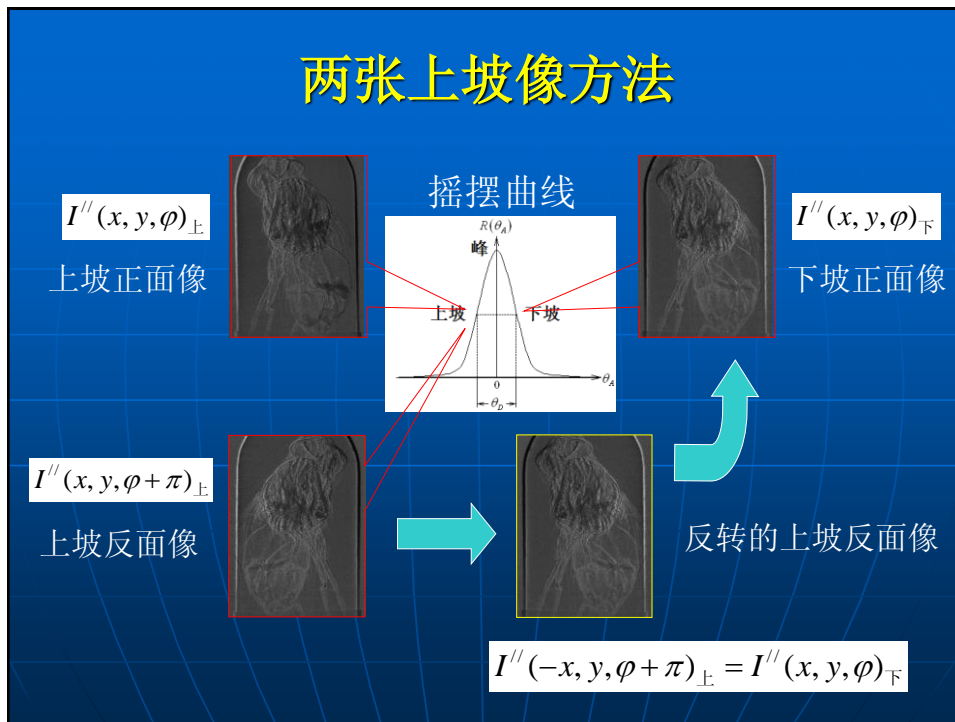 两张上坡像方法
摇摆曲线
I^{//}(x, y, φ)_上
上坡正面像
R(θ_A)
峰
上坡
下坡
0
θ_A
θ_D
I^{//}(x, y, φ)_下
下坡正面像
I^{//}(x, y, φ + π)_上
上坡反面像
反转的上坡反面像
I^{//}(−x, y, φ + π)_上 = I^{//}(x, y, φ)_下